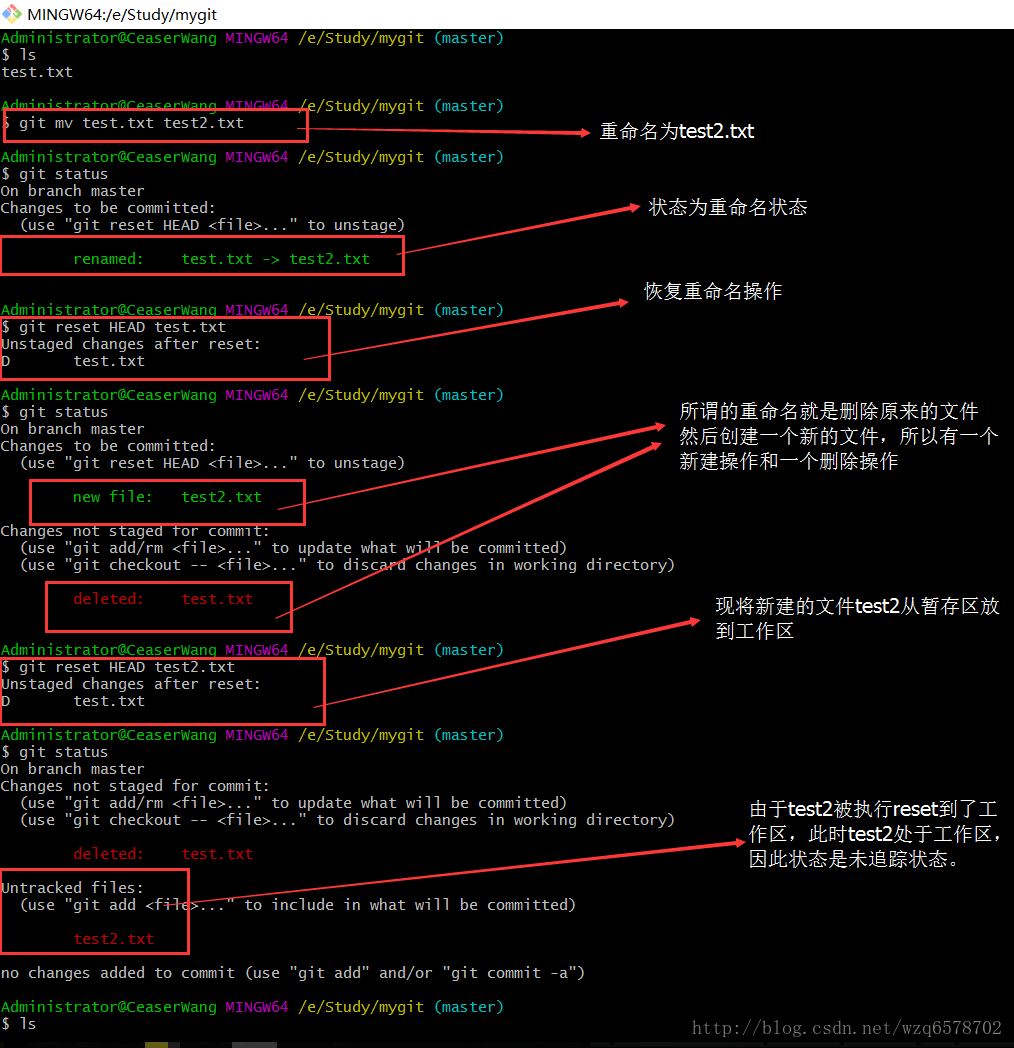 MINGW64:/e/Study/mygit
Administrator@CeaserWang MINGW64 /e/Study/mygit (master)
$ ls
test.txt
Administrator@CeaserWang MINGW64 /e/Study/mygit (master)
$ git mv test.txt test2.txt
重命名为test2.txt
Administrator@CeaserWang MINGW64 /e/Study/mygit (master)
$ git status
On branch master
Changes to be committed:
(use "git reset HEAD <file>..." to unstage)
状态为重命名状态
renamed: test.txt -> test2.txt
恢复重命名操作
Administrator@CeaserWang MINGW64 /e/Study/mygit (master)
$ git reset HEAD test.txt
Unstaged changes after reset:
D test.txt
Administrator@CeaserWang MINGW64 /e/Study/mygit (master)
$ git status
On branch master
Changes to be committed:
(use "git reset HEAD <file>..." to unstage)
所谓的重命名就是删除原来的文件
然后创建一个新的文件，所以有一个
新建操作和一个删除操作
new file: test2.txt
Changes not staged for commit:
(use "git add/rm <file>..." to update what will be committed)
(use "git checkout -- <file>..." to discard changes in working directory)
deleted: test.txt
现将新建的文件test2从暂存区放
到工作区
Administrator@CeaserWang MINGW64 /e/Study/mygit (master)
$ git reset HEAD test2.txt
Unstaged changes after reset:
D test.txt
Administrator@CeaserWang MINGW64 /e/Study/mygit (master)
$ git status
On branch master
Changes not staged for commit:
(use "git add/rm <file>..." to update what will be committed)
(use "git checkout -- <file>..." to discard changes in working directory)
由于test2被执行reset到了工
作区，此时test2处于工作区，
因此状态是未追踪状态。
deleted: test.txt
Untracked files:
(use "git add <file>..." to include in what will be committed)
test2.txt
no changes added to commit (use "git add" and/or "git commit -a")
Administrator@CeaserWang MINGW64 /e/Study/mygit (master)
$ ls
http://blog.csdn.net/wzq6578702